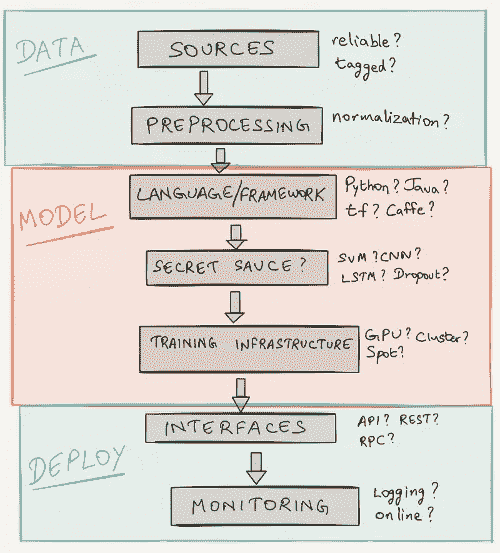 DATA
SOURCES
reliable?
tagged?
PREPROCESSING
normalization?
MODEL
LANGUAGE/FRAMEWORK
Python? Java?
tf? Caffe?
SECRET SAUCE?
SVM? CNN?
LSTM? Dropout?
TRAINING INFRASTRUCTURE
GPU? Cluster?
Spot?
DEPLOY
INTERFACES
API? REST?
RPC?
MONITORING
Logging?
online?